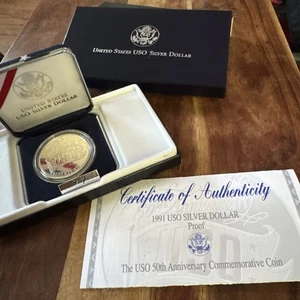 UNITED STATES USO SILVER DOLLAR
UNITED STATES
USO SILVER DOLLAR
Certificate of Authenticity
1991 USO SILVER DOLLAR
Proof
The USO 50th Anniversary Commemorative Coin